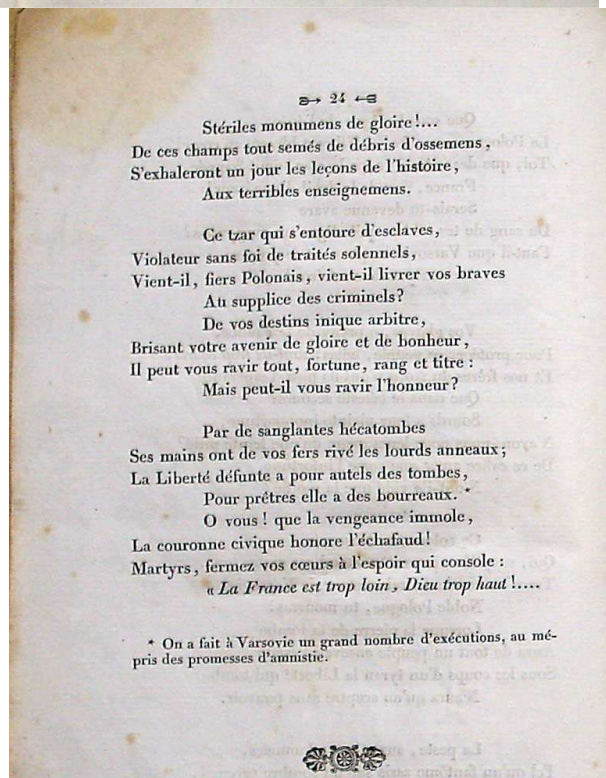 24
Stériles monumens de gloire !...
De ces champs tout semés de débris d'ossemens,
S'exhaleront un jour les leçons de l'histoire,
Aux terribles enseignemens.
Ce tzar qui s'entoure d'esclaves,
Violateur sans foi de traités solennels,
Vient-il, fiers Polonais, vient-il livrer vos braves
Au supplice des criminels?
De vos destins inique arbitre,
Brisant votre avenir de gloire et de bonheur,
Il peut vous ravir tout, fortune, rang et titre :
Mais peut-il vous ravir l'honneur?
Par de sanglantes hécatombes
Ses mains ont de vos fers rivé les lourds anneaux;
La Liberté défunte a pour autels des tombes,
Pour prêtres elle a des bourreaux. *
O vous ! que la vengeance immole,
La couronne civique honore l'échafaud!
Martyrs, fermez vos cœurs à l'espoir qui console :
« La France est trop loin, Dieu trop haut !....
* On a fait à Varsovie un grand nombre d'exécutions, au mé-
pris des promesses d'amnistie.